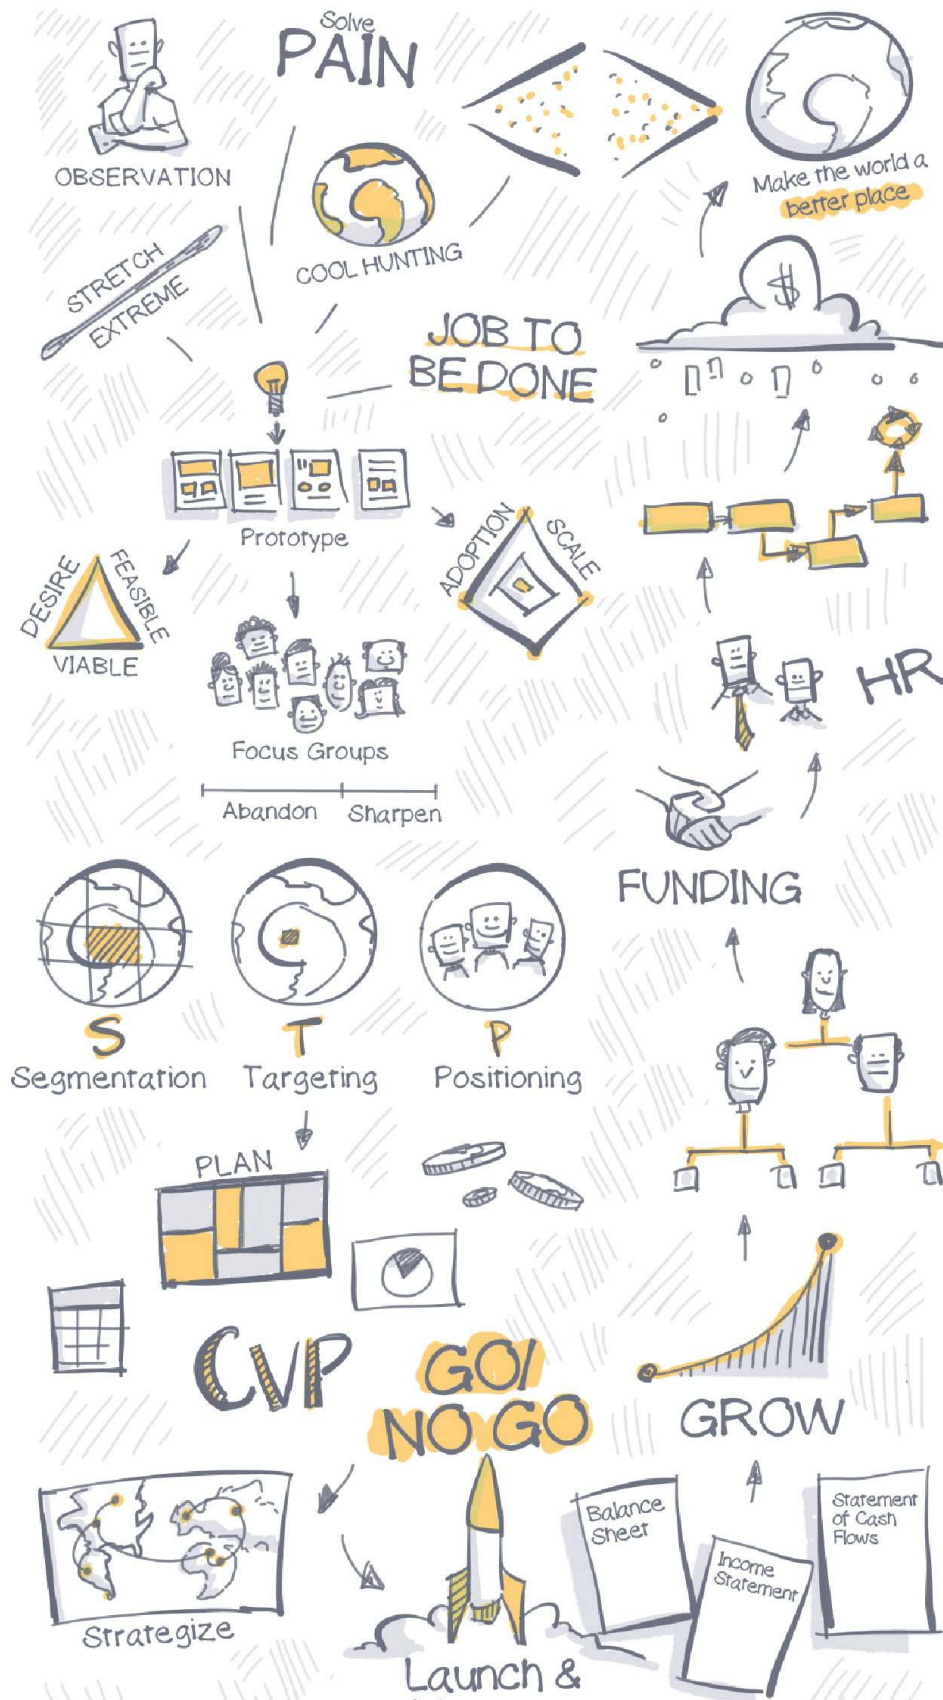 Solve
PAIN
OBSERVATION
COOL HUNTING
STRETCH
EXTREME
Make the world a
better place
$
JOB TO
BE DONE
Prototype
DESIRE
FEASIBLE
VIABLE
ADOPTION
SCALE
Focus Groups
Abandon
Sharpen
HR
FUNDING
S
Segmentation
T
Targeting
P
Positioning
PLAN
CVP
GO/
NO GO
GROW
Strategize
Balance
Sheet
Income
Statement
Statement
of Cash
Flows
Launch &